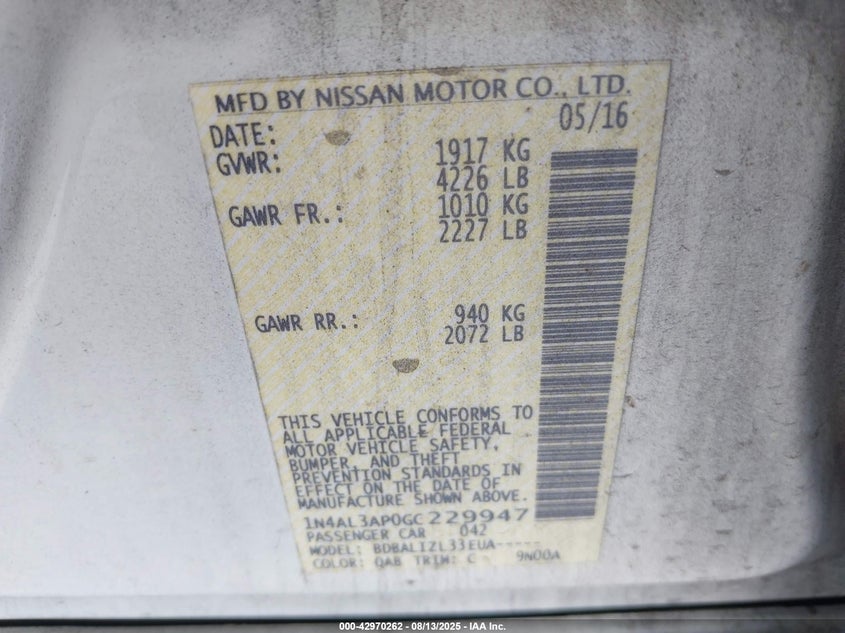 MFD BY NISSAN MOTOR CO., LTD.
DATE: 05/16
GVWR: 1917 KG
4226 LB
GAWR FR.: 1010 KG
2227 LB
GAWR RR.: 940 KG
2072 LB
THIS VEHICLE CONFORMS TO
ALL APPLICABLE FEDERAL
MOTOR VEHICLE SAFETY,
BUMPER, AND THEFT
PREVENTION STANDARDS IN
EFFECT ON THE DATE OF
MANUFACTURE SHOWN ABOVE.
1N4AL3AP0GC229947
PASSENGER CAR 042
MODEL: BDBALIZL33EUA-----
COLOR: QAB TRIM: C 9N00A
000-42970262 - 08/13/2025 - IAA Inc.